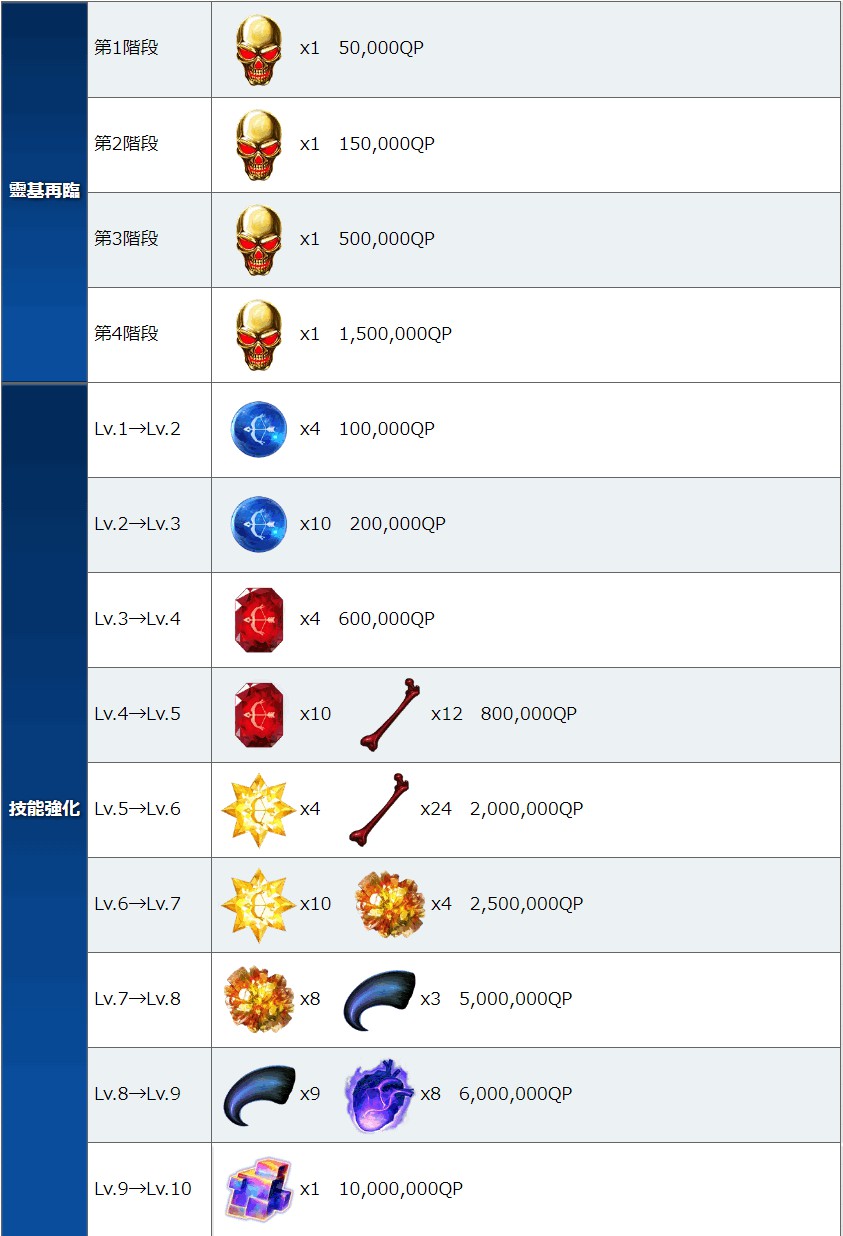 靈基再臨
第1階段 x1 50,000QP
第2階段 x1 150,000QP
第3階段 x1 500,000QP
第4階段 x1 1,500,000QP
技能強化
Lv.1→Lv.2 x4 100,000QP
Lv.2→Lv.3 x10 200,000QP
Lv.3→Lv.4 x4 600,000QP
Lv.4→Lv.5 x10 x12 800,000QP
Lv.5→Lv.6 x4 x24 2,000,000QP
Lv.6→Lv.7 x10 x4 2,500,000QP
Lv.7→Lv.8 x8 x3 5,000,000QP
Lv.8→Lv.9 x9 x8 6,000,000QP
Lv.9→Lv.10 x1 10,000,000QP